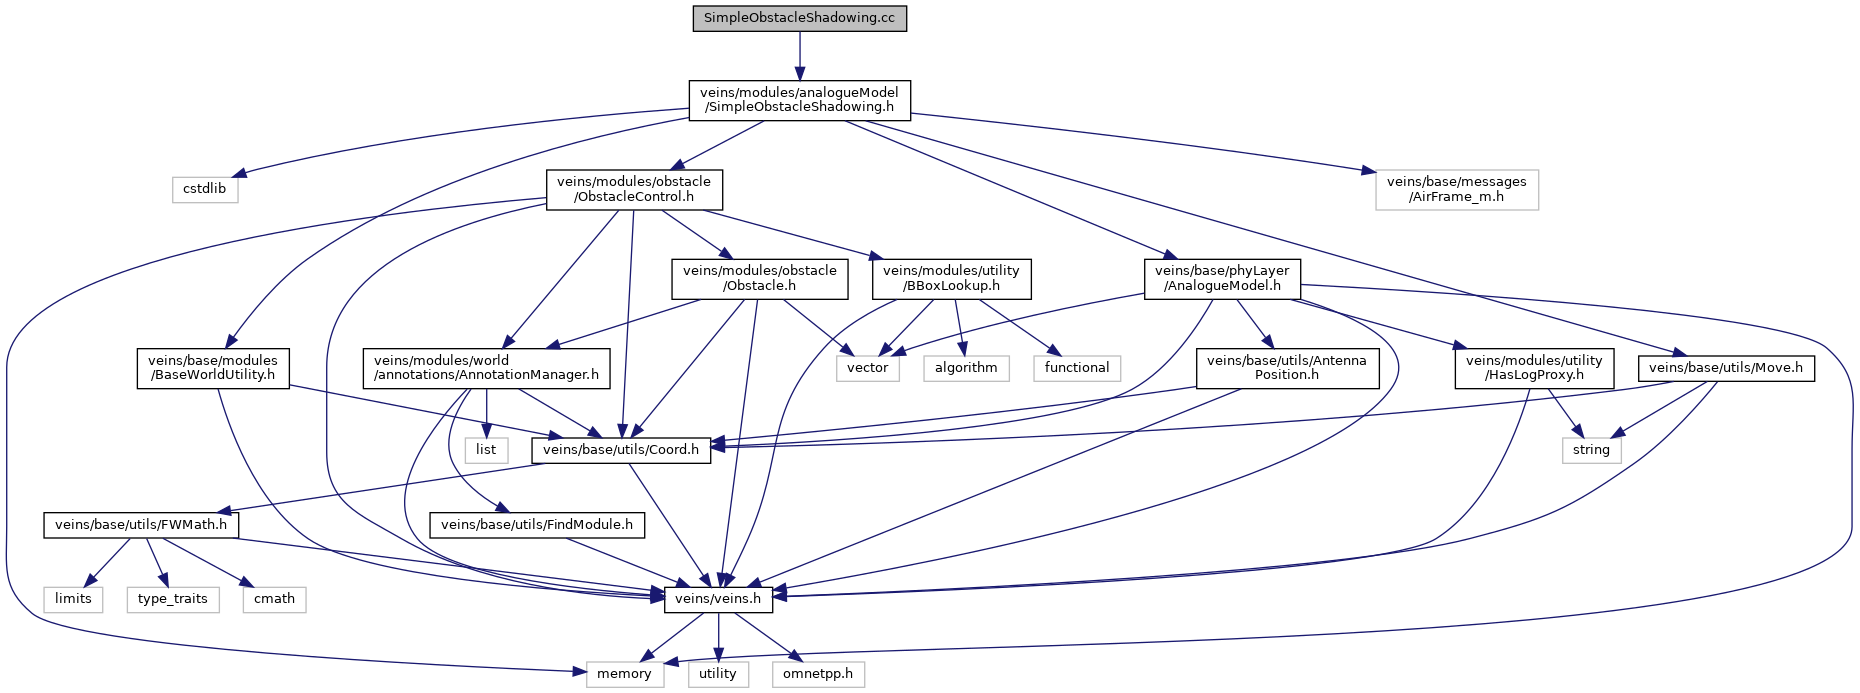 SimpleObstacleShadowing.cc
veins/modules/analogueModel
/SimpleObstacleShadowing.h
cstdlib
veins/modules/obstacle
/ObstacleControl.h
veins/base/messages
/AirFrame_m.h
veins/modules/obstacle
/Obstacle.h
veins/modules/utility
/BBoxLookup.h
veins/base/phyLayer
/AnalogueModel.h
veins/base/modules
/BaseWorldUtility.h
veins/modules/world
/annotations/AnnotationManager.h
vector
algorithm
functional
veins/base/utils/Antenna
Position.h
veins/modules/utility
/HasLogProxy.h
veins/base/utils/Move.h
list
veins/base/utils/Coord.h
string
veins/base/utils/FWMath.h
veins/base/utils/FindModule.h
limits
type_traits
cmath
veins/veins.h
memory
utility
omnetpp.h